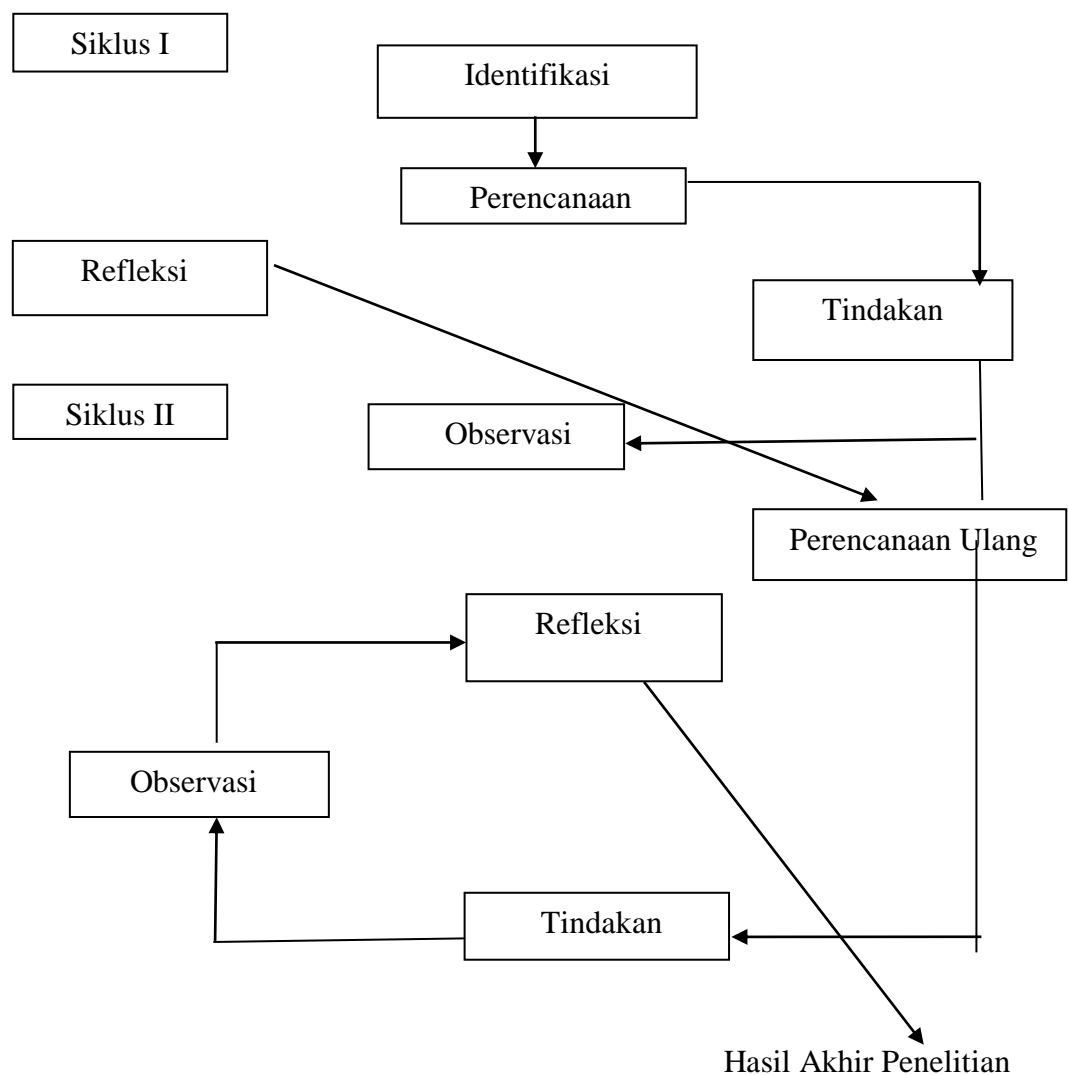 Siklus I
Identifikasi
Perencanaan
Refleksi
Tindakan
Siklus II
Observasi
Perencanaan Ulang
Refleksi
Observasi
Tindakan
Hasil Akhir Penelitian